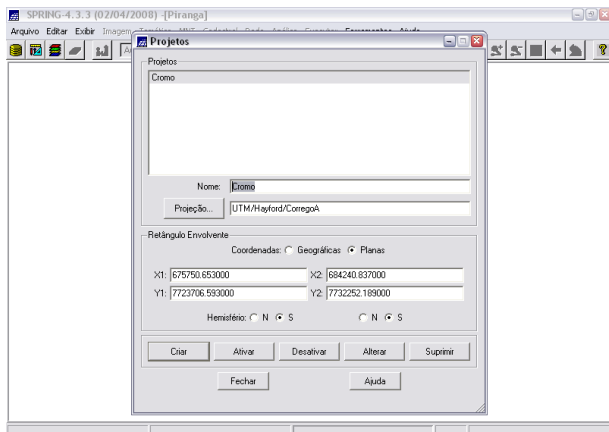 SPRING-4.3.3 (02/04/2008) -[Piranga]
Arquivo Editar Exibir Imagem
Projetos
Projetos
Cromo
Nome: Cromo
Projeção... UTM/Hayford/CorregoA
Retângulo Envolvente
Coordenadas: Geográficas Planas
X1: 675750.653000 X2: 684240.837000
Y1: 7723706.593000 Y2: 7732252.189000
Hemisfério: N S N S
Criar Ativar Desativar Alterar Suprimir
Fechar Ajuda